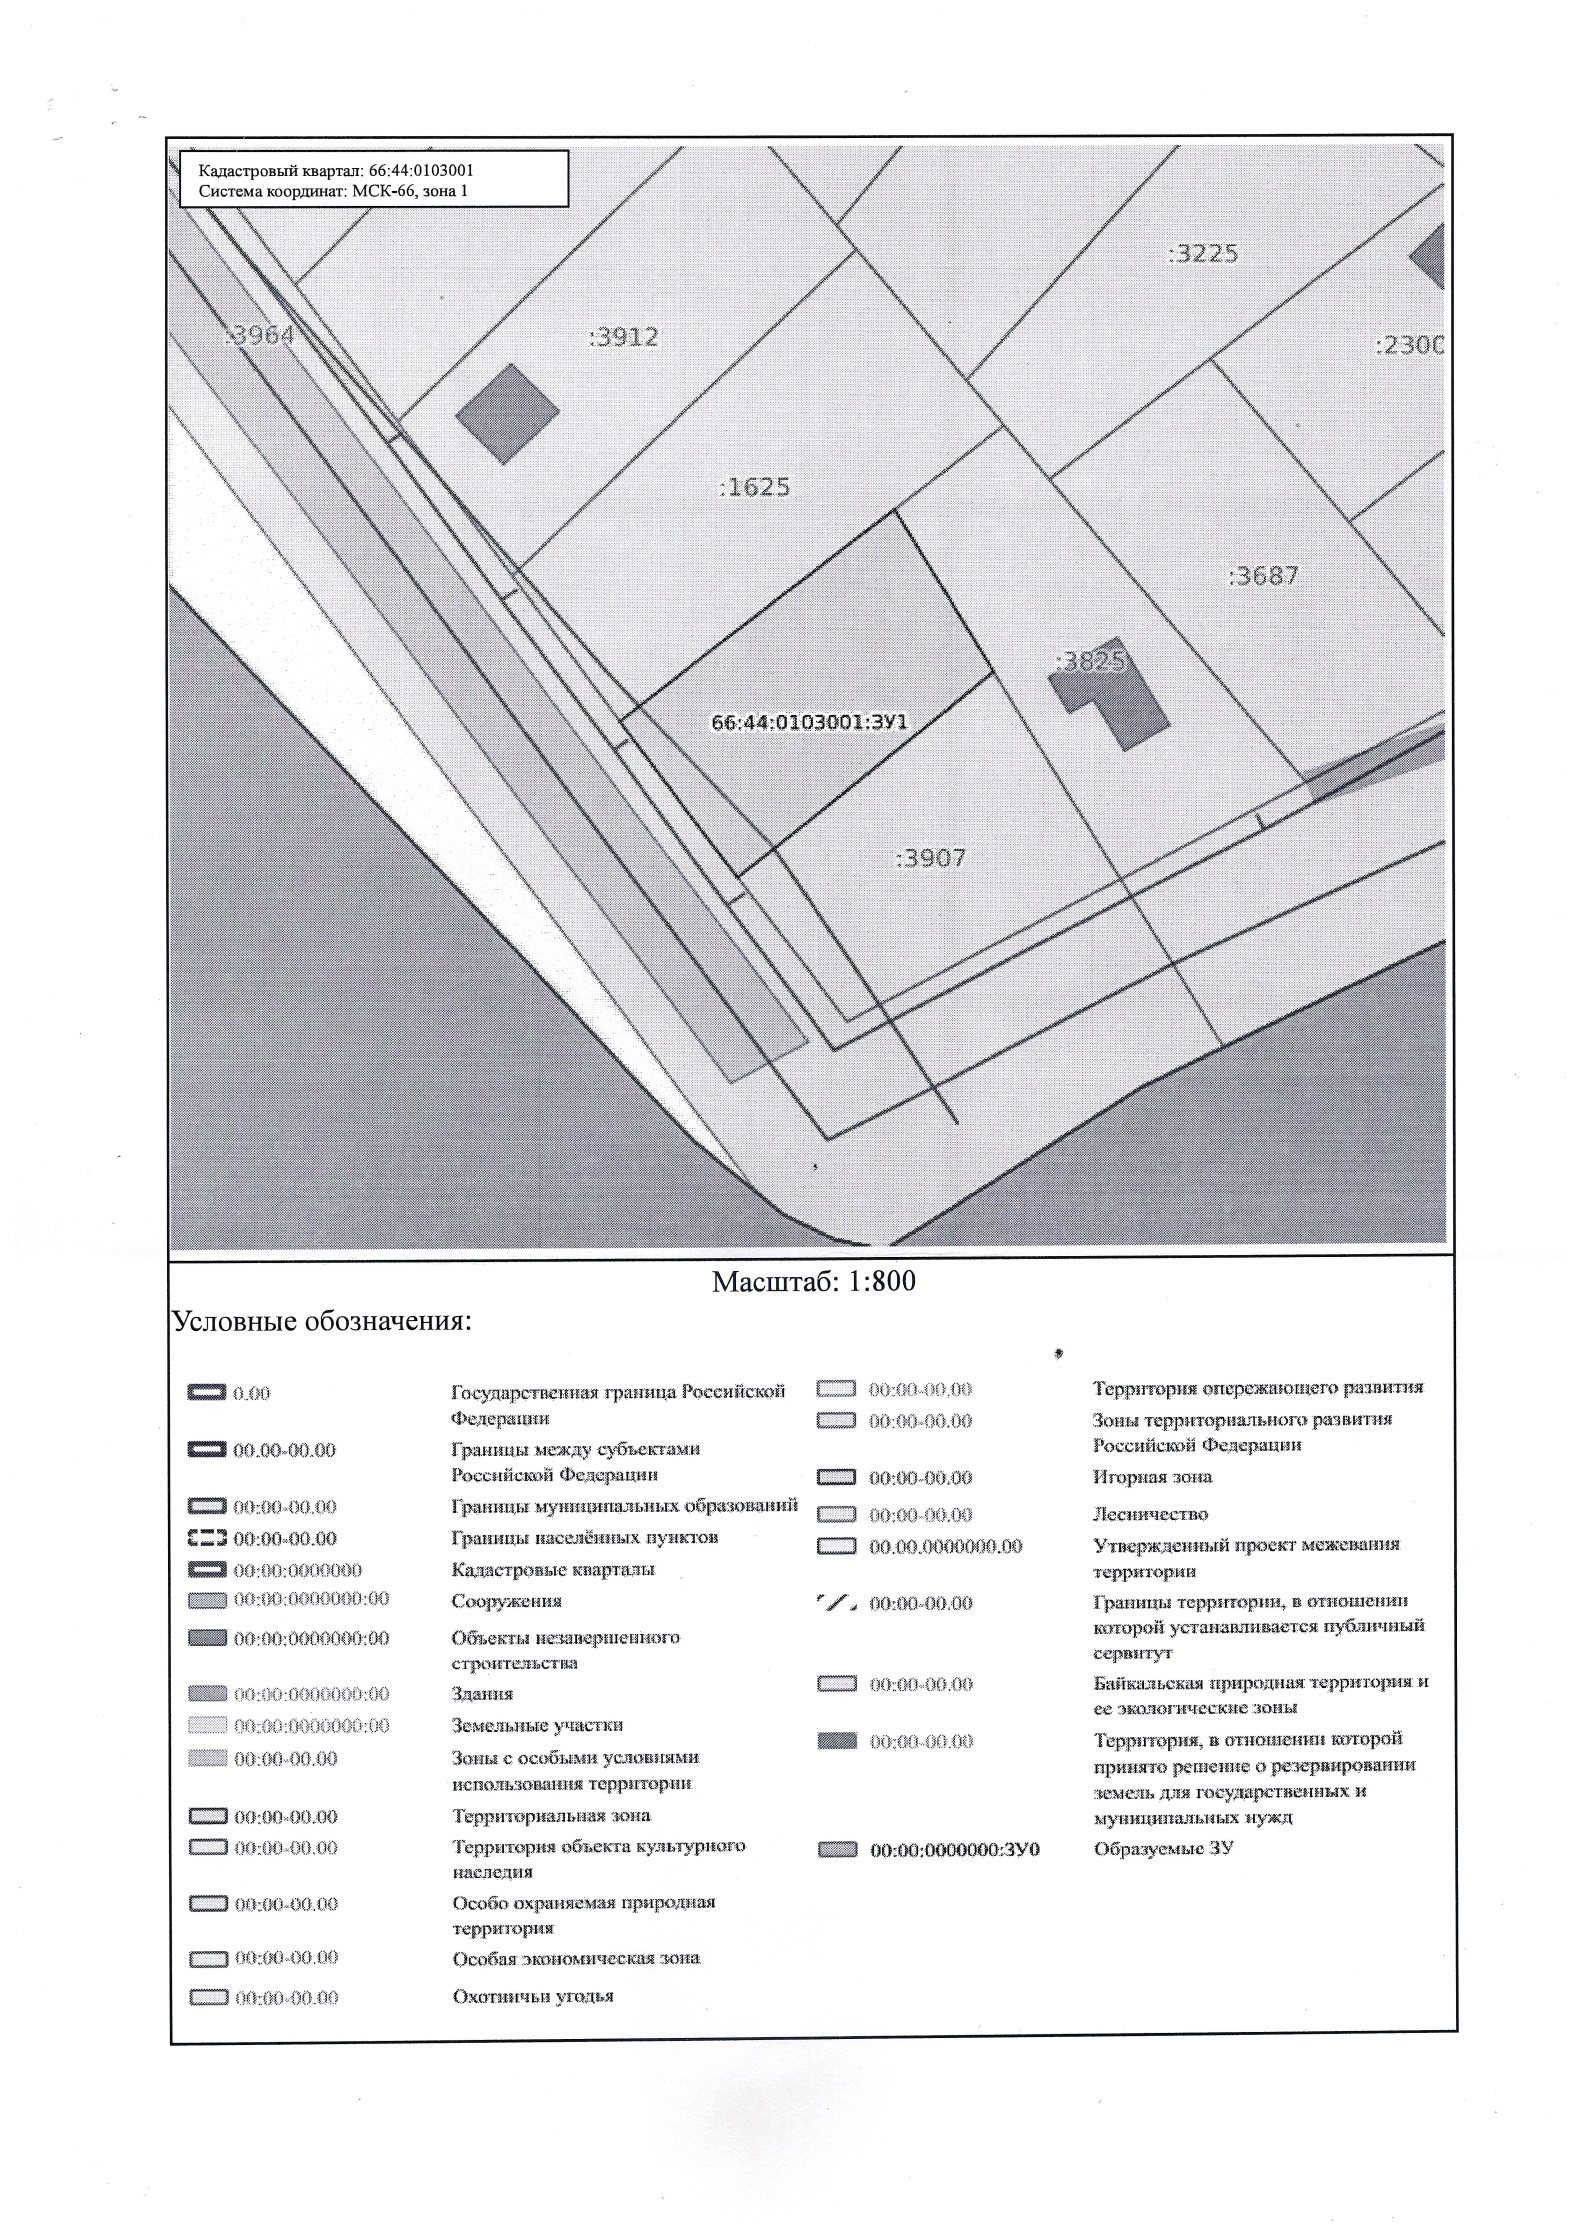 Кадастровый квартал: 66:44:0103001
Система координат: МСК-66, зона 1
:3225
:3964
:3912
:2300
:1625
:3687
:3825
66:44:0103001:ЗУ1
:3907
Масштаб: 1:800
Условные обозначения:
0.00 Государственная граница Российской
Федерации
00.00-00.00 Границы между субъектами
Российской Федерации
00:00-00.00 Границы муниципальных образований
00:00-00.00 Границы населённых пунктов
00:00:0000000 Кадастровые кварталы
00:00:0000000:00 Сооружения
00:00:0000000:00 Объекты незавершенного
строительства
00:00:0000000:00 Здания
00:00:0000000:00 Земельные участки
00:00-00.00 Зоны с особыми условиями
использования территории
00:00-00.00 Территориальная зона
00:00-00.00 Территория объекта культурного
наследия
00:00-00.00 Особо охраняемая природная
территория
00:00-00.00 Особая экономическая зона
00:00-00.00 Охотничьи угодья
00:00-00.00 Территория опережающего развития
00:00-00.00 Зоны территориального развития
Российской Федерации
00:00-00.00 Игорная зона
00:00-00.00 Лесничество
00.00.0000000.00 Утвержденный проект межевания
территории
00:00-00.00 Границы территории, в отношении
которой устанавливается публичный
сервитут
00:00-00.00 Байкальская природная территория и
ее экологические зоны
00:00-00.00 Территория, в отношении которой
принято решение о резервировании
земель для государственных и
муниципальных нужд
00:00:0000000:ЗУ0 Образуемые ЗУ